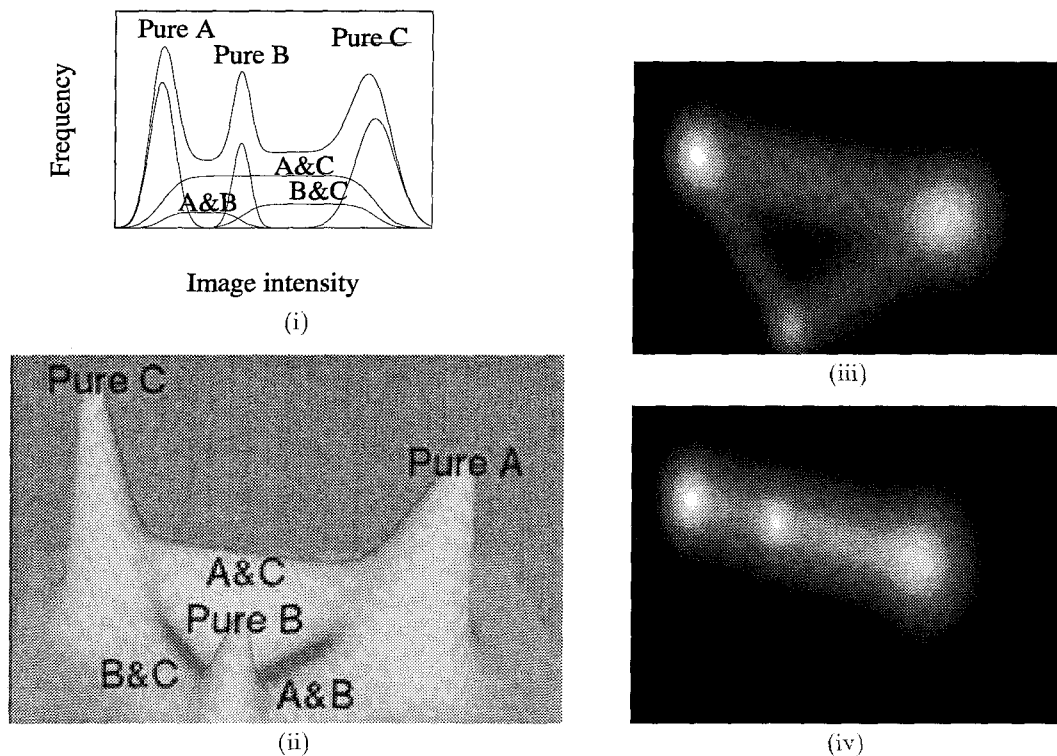 Pure A
Pure B
Pure C
Frequency
A&C
B&C
A&B
Image intensity
(i)
Pure C
Pure A
A&C
Pure B
B&C
A&B
(ii)
(iii)
(iv)